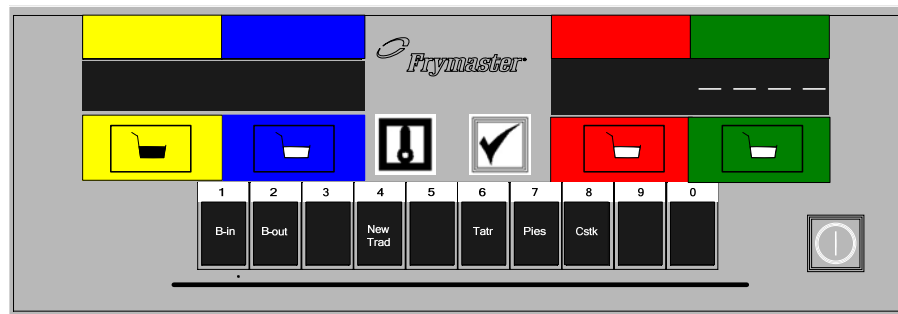 Frymaster
— — — —
1 2 3 4 5 6 7 8 9 0
B-in B-out New Trad Tatr Pies Cstk